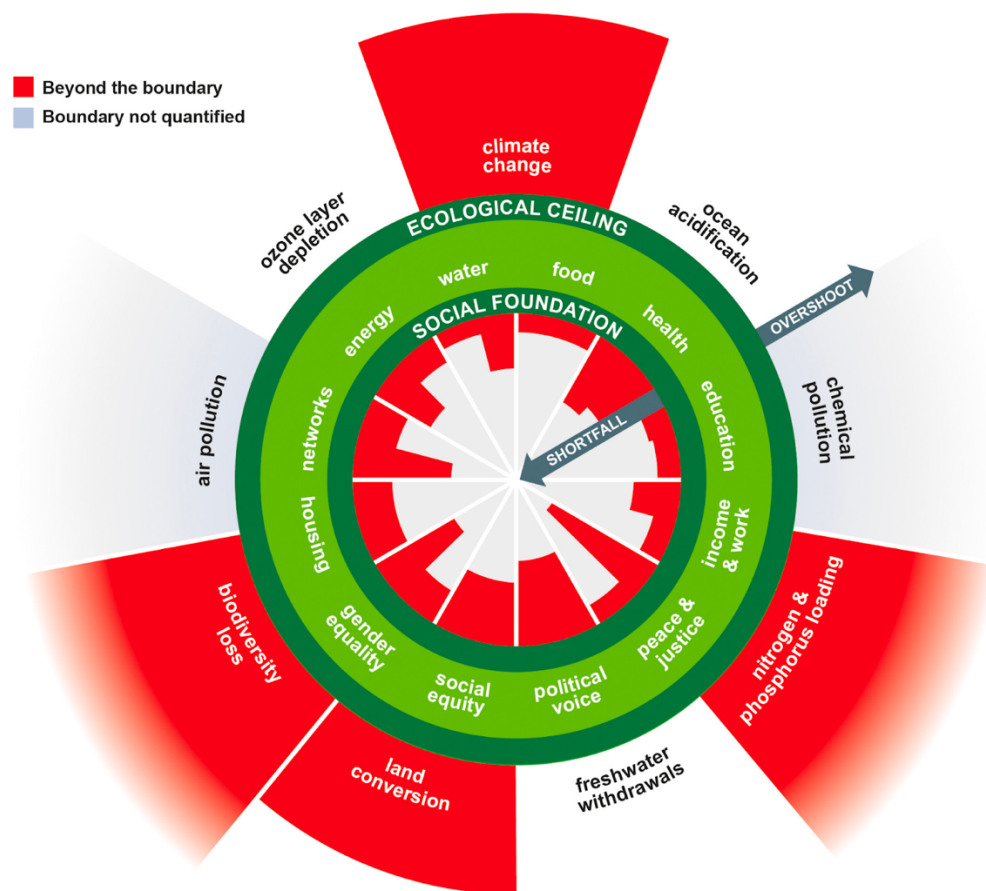 Beyond the boundary
Boundary not quantified
climate
change
ozone layer
depletion
ocean
acidification
ECOLOGICAL CEILING
water
food
energy
health
SOCIAL FOUNDATION
OVERSHOOT
air pollution
networks
education
chemical
pollution
SHORTFALL
housing
income
& work
biodiversity
loss
gender
equality
social
equity
political
voice
peace &
justice
nitrogen &
phosphorus loading
land
conversion
freshwater
withdrawals